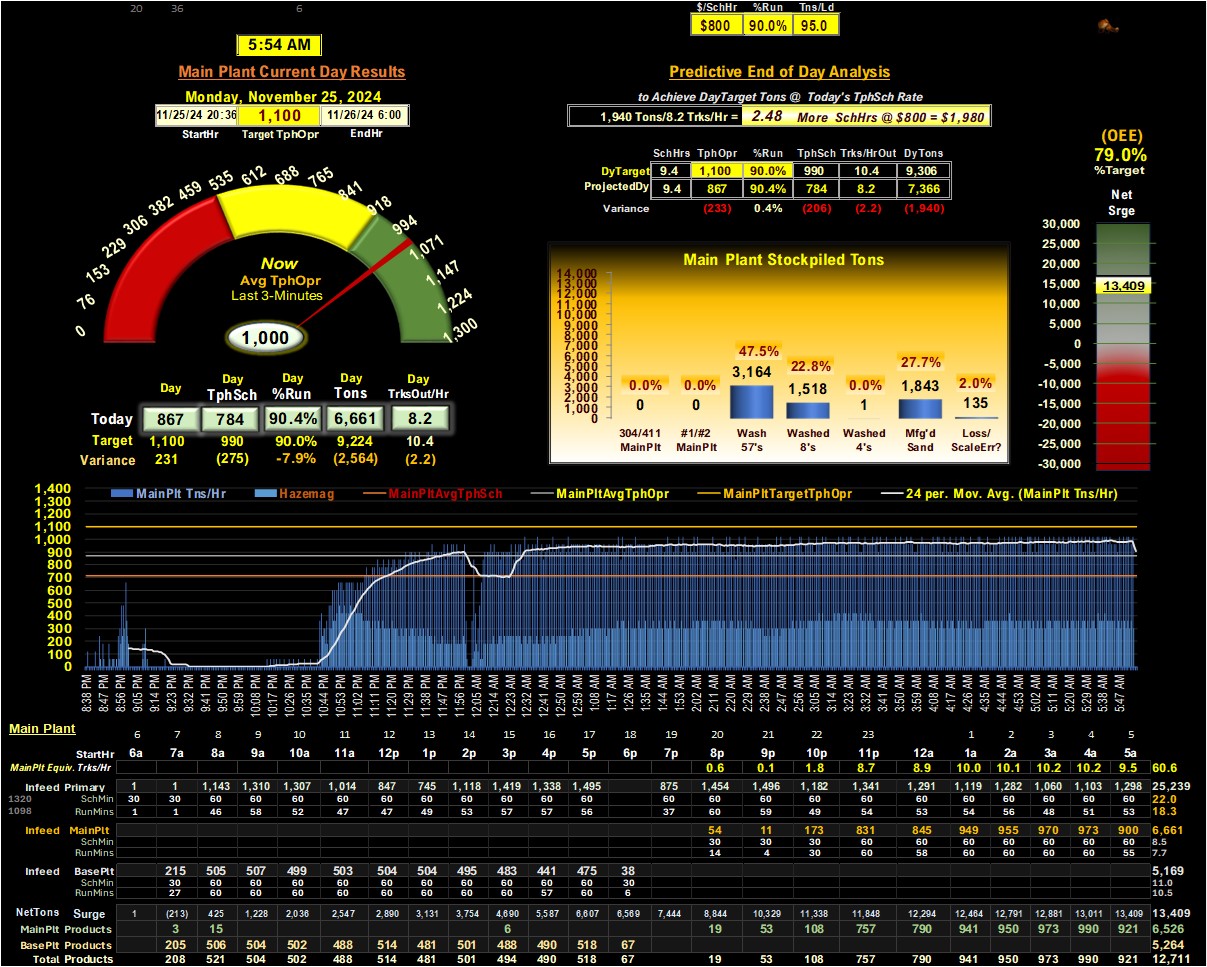 20 36 6
$/SchHr %Run Tns/Ld
$800 90.0% 95.0
5:54 AM
Main Plant Current Day Results
Monday, November 25, 2024
11/25/24 20:36 1,100 11/26/24 6:00
StartHr Target TphOpr EndHr
Predictive End of Day Analysis
to Achieve DayTarget Tons @ Today's TphSch Rate
1,940 Tons/8.2 Trks/Hr = 2.48 More SchHrs @ $800 = $1,980
SchHrs TphOpr %Run TphSch Trks/HrOut DyTons
DyTarget 9.4 1,100 90.0% 990 10.4 9,306
ProjectedDy 9.4 867 90.4% 784 8.2 7,366
Variance (233) 0.4% (206) (2.2) (1,940)
(OEE)
79.0%
%Target
Net
Srge
30,000
25,000
20,000
15,000
13,409
10,000
5,000
0
-5,000
-10,000
-15,000
-20,000
-25,000
-30,000
0 76 153 229 306 382 459 535 612 688 765 841 918 994 1,071 1,147 1,224 1,300
Now
Avg TphOpr
Last 3-Minutes
1,000
Day Day TphSch Day %Run Day Tons Day TrksOut/Hr
Today 867 784 90.4% 6,661 8.2
Target 1,100 990 90.0% 9,224 10.4
Variance 231 (275) -7.9% (2,564) (2.2)
Main Plant Stockpiled Tons
14,000
13,000
12,000
11,000
10,000
9,000
8,000
7,000
6,000
5,000
4,000
3,000
2,000
1,000
0
0.0% 0.0% 47.5% 22.8% 0.0% 27.7% 2.0%
0 0 3,164 1,518 1 1,843 135
304/411 #1/#2 Wash Washed Washed Mfg'd Loss/
MainPlt MainPlt 57's 8's 4's Sand ScaleErr?
MainPlt Tns/Hr Hazemag MainPltAvgTphSch MainPltAvgTphOpr MainPltTargetTphOpr 24 per. Mov. Avg. (MainPlt Tns/Hr)
1,400
1,300
1,200
1,100
1,000
900
800
700
600
500
400
300
200
100
0
8:38 PM 8:47 PM 8:56 PM 9:05 PM 9:14 PM 9:23 PM 9:32 PM 9:41 PM 9:50 PM 9:59 PM 10:08 PM 10:17 PM 10:26 PM 10:35 PM 10:44 PM 10:53 PM 11:02 PM 11:11 PM 11:20 PM 11:29 PM 11:38 PM 11:47 PM 11:56 PM 12:05 AM 12:14 AM 12:23 AM 12:32 AM 12:41 AM 12:50 AM 12:59 AM 1:08 AM 1:17 AM 1:26 AM 1:35 AM 1:44 AM 1:53 AM 2:02 AM 2:11 AM 2:20 AM 2:29 AM 2:38 AM 2:47 AM 2:56 AM 3:05 AM 3:14 AM 3:23 AM 3:32 AM 3:41 AM 3:50 AM 3:59 AM 4:08 AM 4:17 AM 4:26 AM 4:35 AM 4:44 AM 4:53 AM 5:02 AM 5:11 AM 5:20 AM 5:29 AM 5:38 AM 5:47 AM
Main Plant
6 7 8 9 10 11 12 13 14 15 16 17 18 19 20 21 22 23 1 2 3 4 5
StartHr 6a 7a 8a 9a 10a 11a 12p 1p 2p 3p 4p 5p 6p 7p 8p 9p 10p 11p 12a 1a 2a 3a 4a 5a
MainPlt Equiv. Trks/Hr 0.6 0.1 1.8 8.7 8.9 10.0 10.1 10.2 10.2 9.5 60.6
Infeed Primary 1 1 1,143 1,310 1,307 1,014 847 745 1,118 1,419 1,338 1,495 875 1,454 1,496 1,182 1,341 1,291 1,119 1,282 1,060 1,103 1,298 25,239
1320 SchMin 30 30 60 60 60 60 60 60 60 60 60 60 60 60 60 60 60 60 60 60 60 60 60 22.0
1098 RunMins 1 1 46 58 52 47 47 49 53 57 57 56 37 60 59 49 54 53 54 56 48 51 53 18.3
Infeed MainPlt 54 11 173 831 845 949 955 970 973 900 6,661
SchMin 30 30 30 60 60 60 60 60 60 60 8.5
RunMins 14 4 30 60 58 60 60 60 60 55 7.7
Infeed BasePlt 215 505 507 499 503 504 504 495 483 441 475 38 5,169
SchMin 30 60 60 60 60 60 60 60 60 60 60 30 11.0
RunMins 27 60 60 60 60 60 60 60 60 57 60 6 10.5
NetTons Surge 1 (213) 425 1,228 2,036 2,547 2,890 3,131 3,754 4,690 5,587 6,607 6,569 7,444 8,844 10,329 11,338 11,848 12,294 12,464 12,791 12,881 13,011 13,409 13,409
MainPlt Products 3 15 6 19 53 108 757 790 941 950 973 990 921 6,526
BasePlt Products 205 506 504 502 488 514 481 501 488 490 518 67 5,264
Total Products 208 521 504 502 488 514 481 501 494 490 518 67 19 53 108 757 790 941 950 973 990 921 12,711